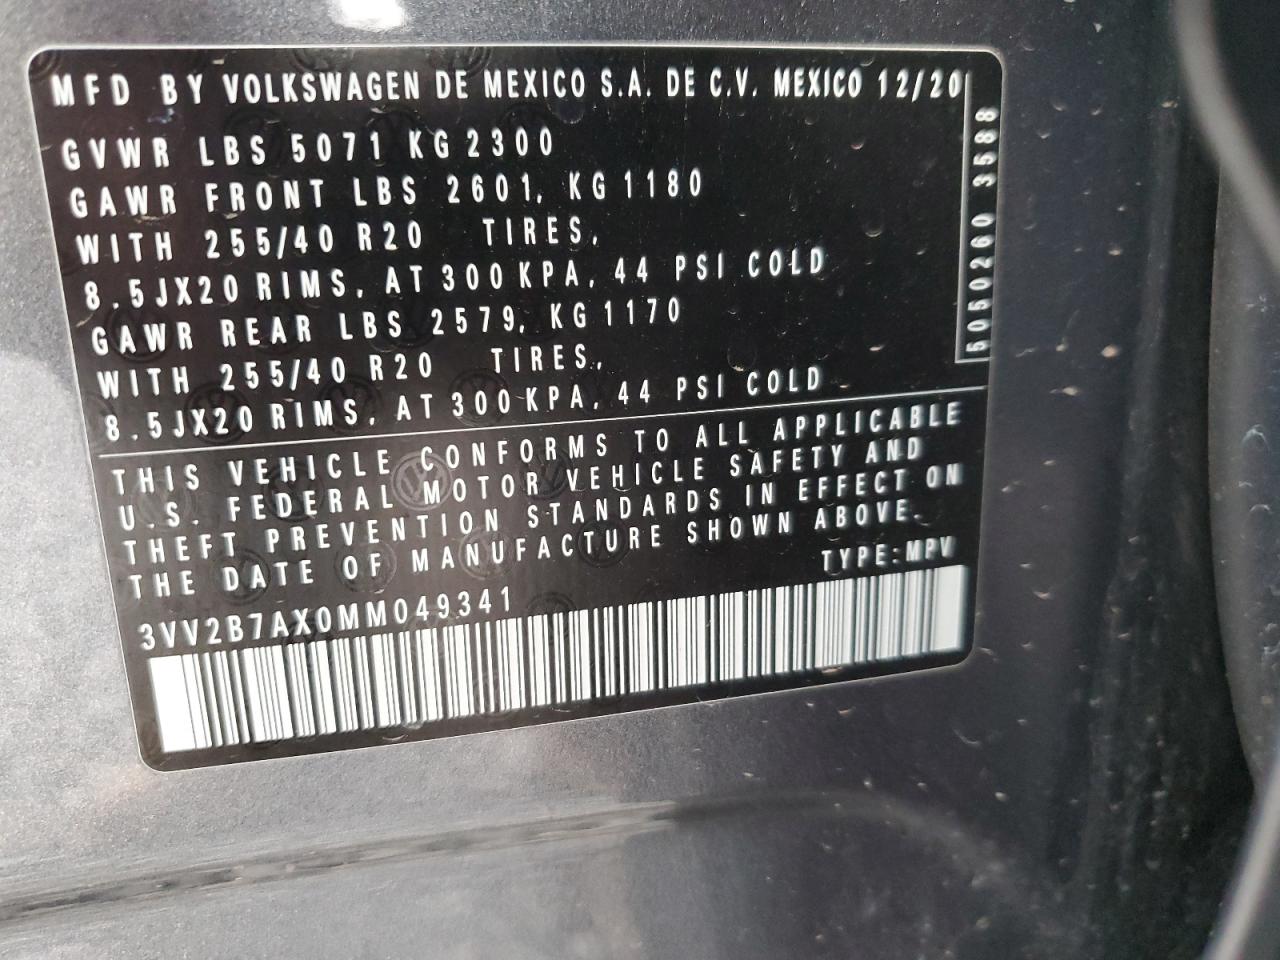 MFD BY VOLKSWAGEN DE MEXICO S.A. DE C.V. MEXICO 12/20
GVWR LBS 5071 KG 2300
GAWR FRONT LBS 2601, KG 1180
WITH 255/40 R20 TIRES,
8.5JX20 RIMS, AT 300 KPA, 44 PSI COLD
GAWR REAR LBS 2579, KG 1170
WITH 255/40 R20 TIRES,
8.5JX20 RIMS, AT 300 KPA, 44 PSI COLD
5050260 3588
THIS VEHICLE CONFORMS TO ALL APPLICABLE
U.S. FEDERAL MOTOR VEHICLE SAFETY AND
THEFT PREVENTION STANDARDS IN EFFECT ON
THE DATE OF MANUFACTURE SHOWN ABOVE.
TYPE:MPV
3VV2B7AX0MM049341